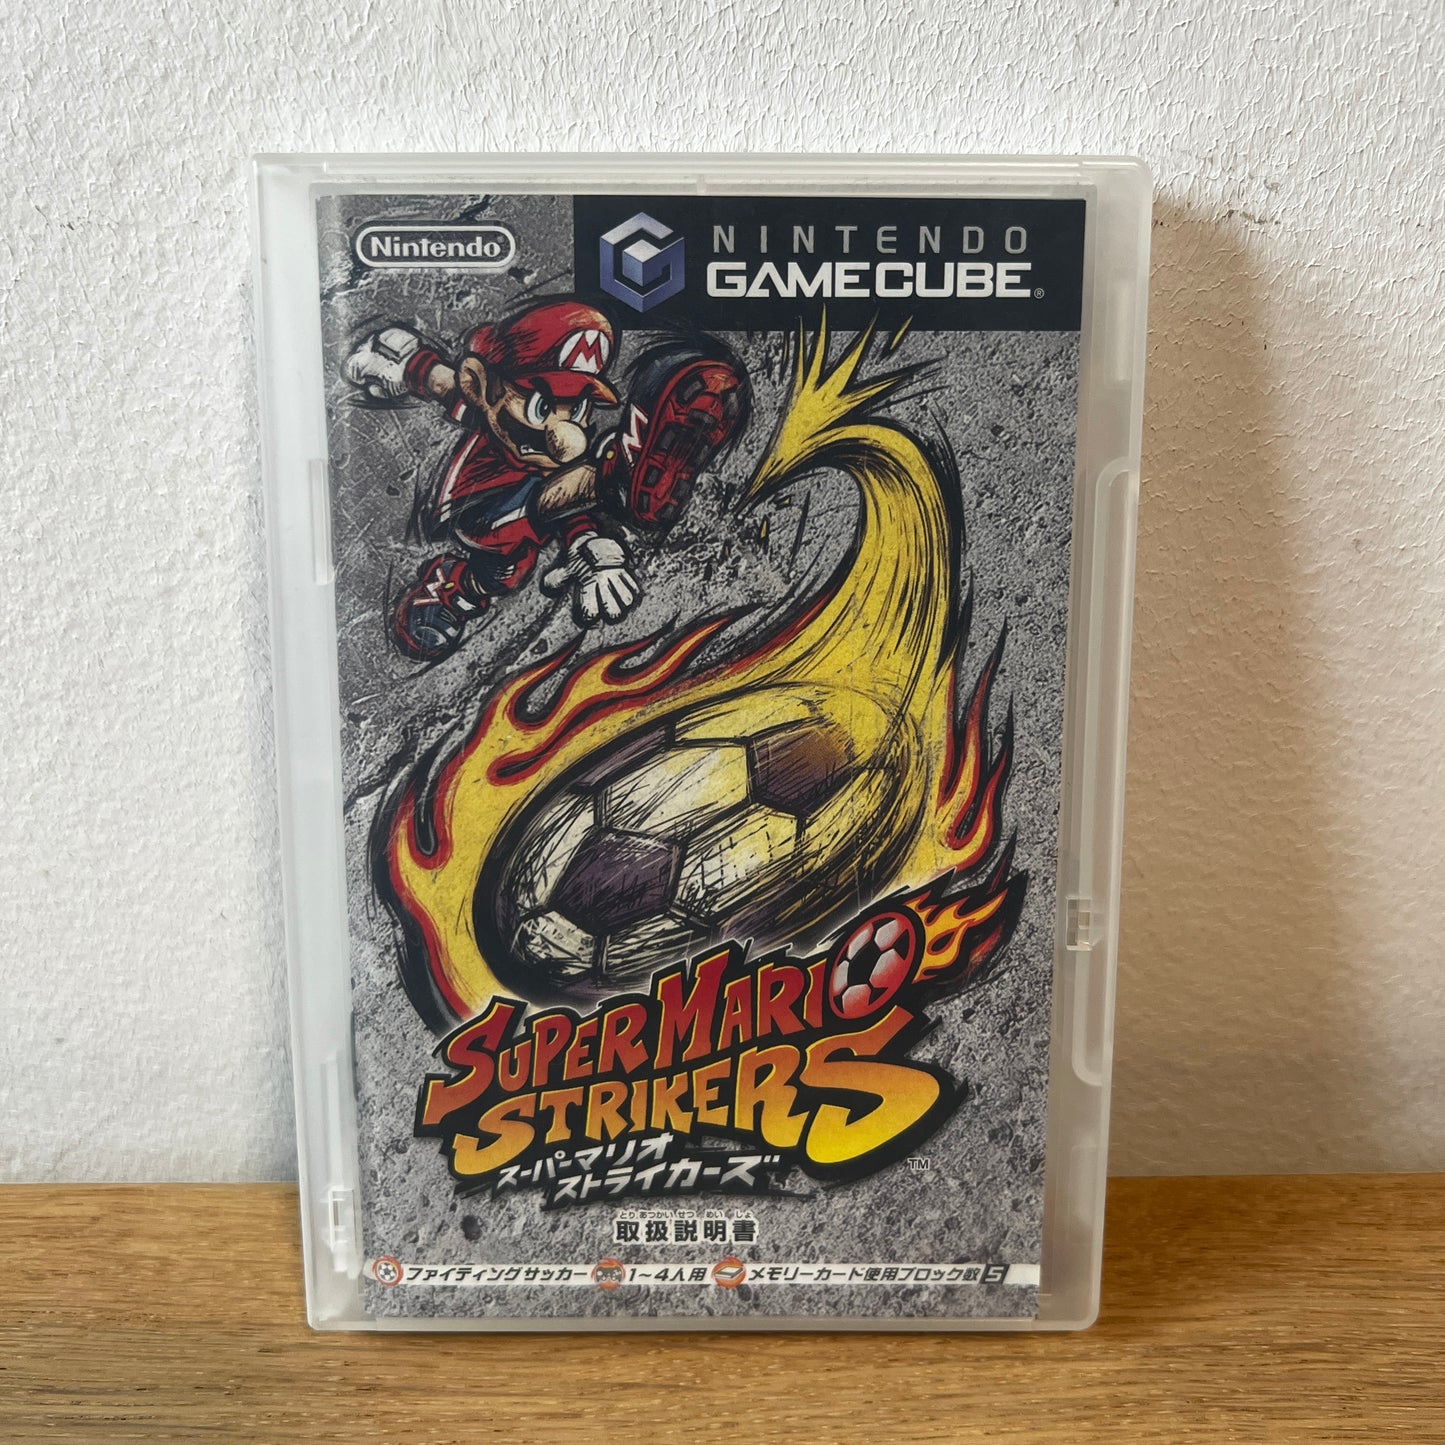 Nintendo®
NINTENDO
GAMECUBE®
M
SUPER MARIO
STRIKERS
スーパーマリオ
ストライカーズ™
とりあつかいせつめいしょ
取扱説明書
ファイティングサッカー 1〜4人用 メモリーカード使用ブロック数 5